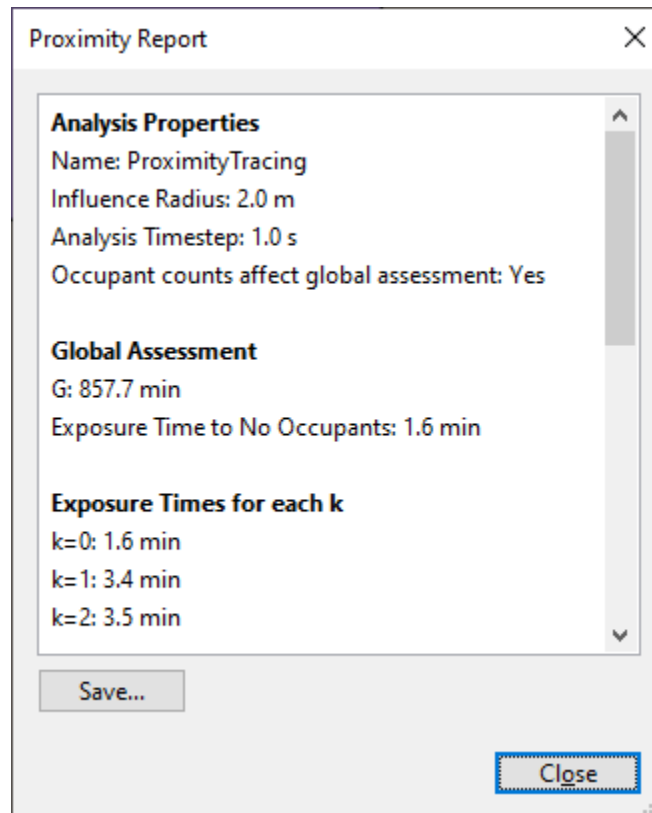 Proximity Report
Analysis Properties
Name: ProximityTracing
Influence Radius: 2.0 m
Analysis Timestep: 1.0 s
Occupant counts affect global assessment: Yes
Global Assessment
G: 857.7 min
Exposure Time to No Occupants: 1.6 min
Exposure Times for each k
k=0: 1.6 min
k=1: 3.4 min
k=2: 3.5 min
Save...
Close